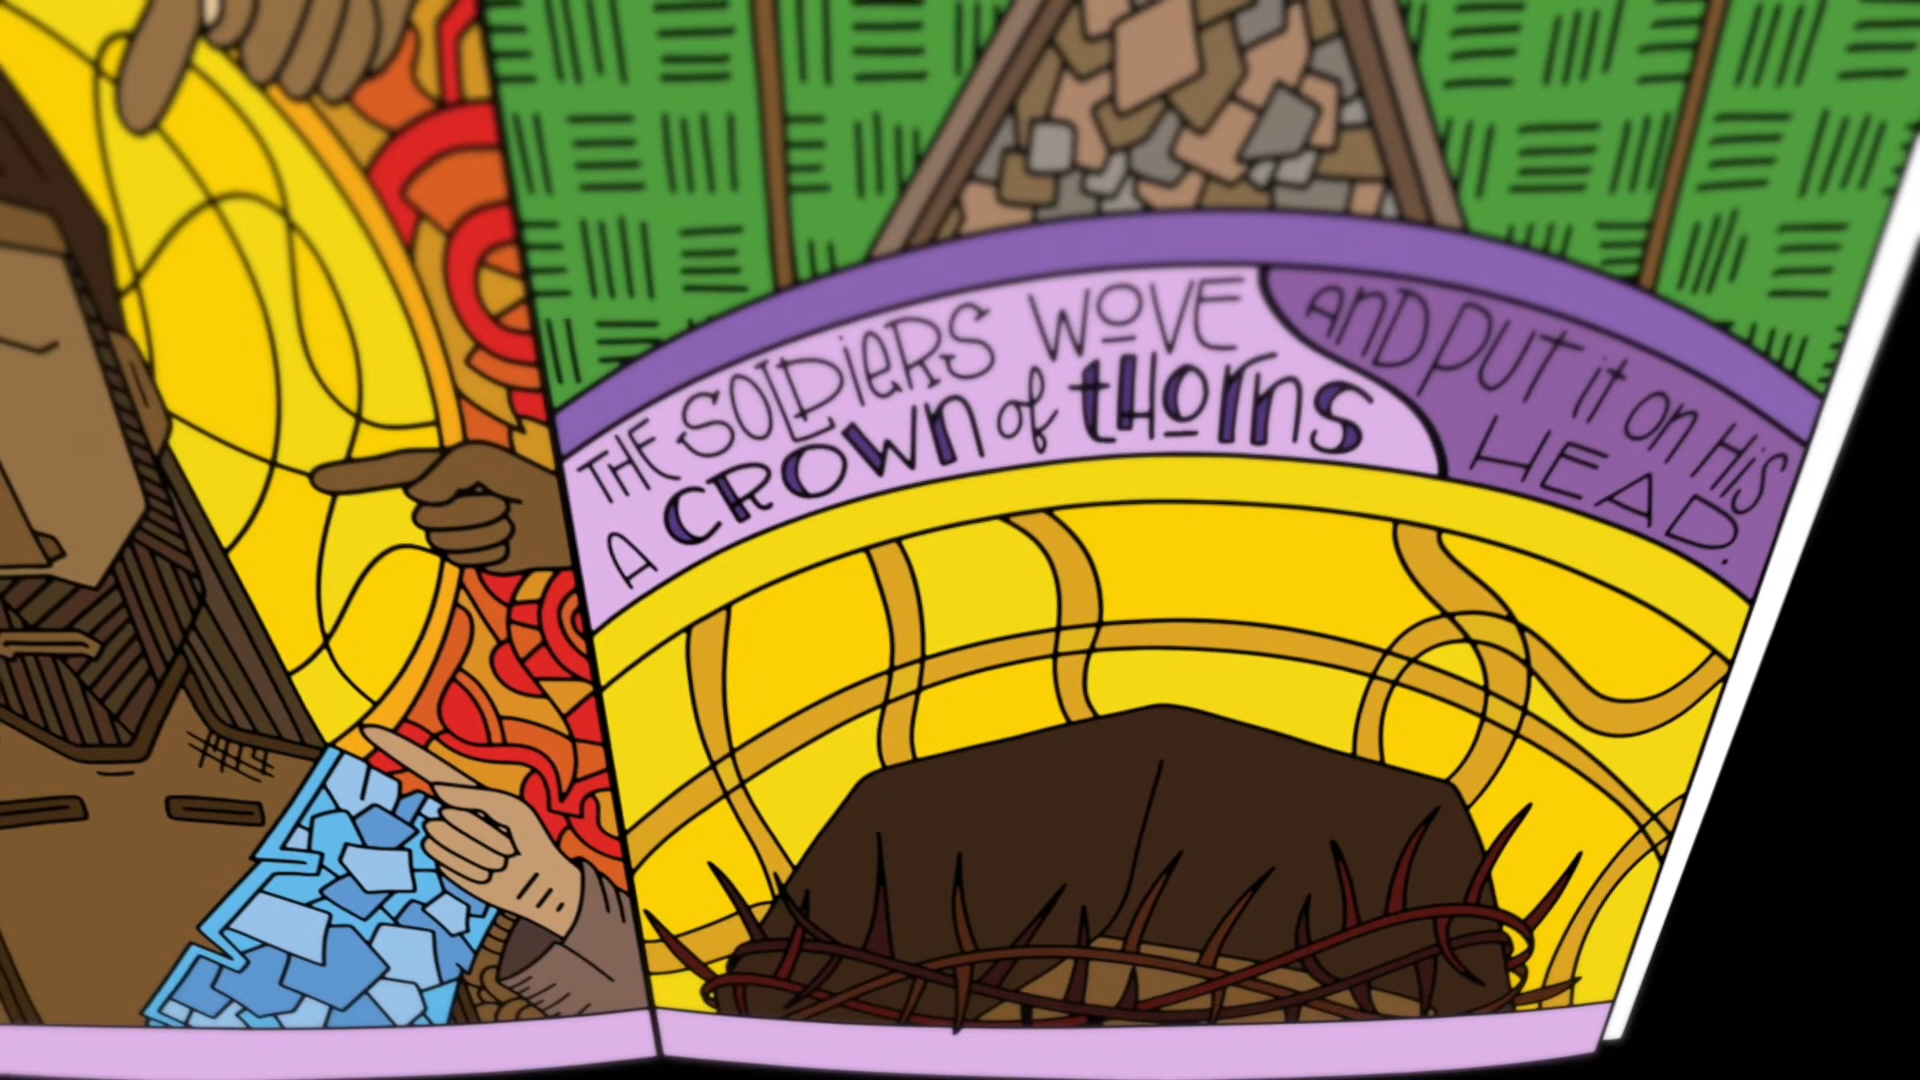 THE SOLDIERS WOVE
A CROWN of tHorns
AND PUT it on HiS
HEAD.